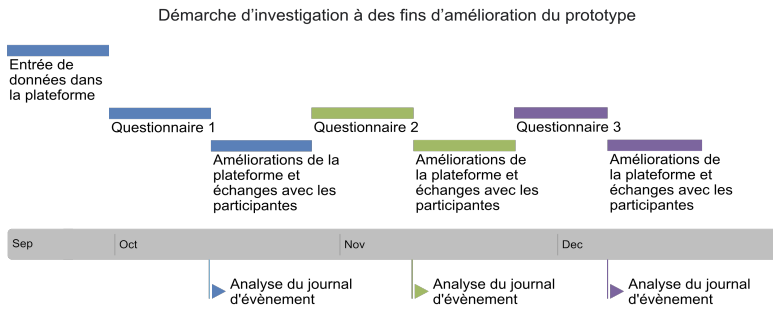 Démarche d’investigation à des fins d’amélioration du prototype
Entrée de
données dans
la plateforme
Questionnaire 1
Améliorations de la
plateforme et
échanges avec les
participantes
Questionnaire 2
Améliorations de
la plateforme et
échanges avec les
participantes
Questionnaire 3
Améliorations de
la plateforme et
échanges avec les
participantes
Sep
Oct
Nov
Dec
Analyse du journal
d'évènement
Analyse du journal
d'évènement
Analyse du journal
d'évènement